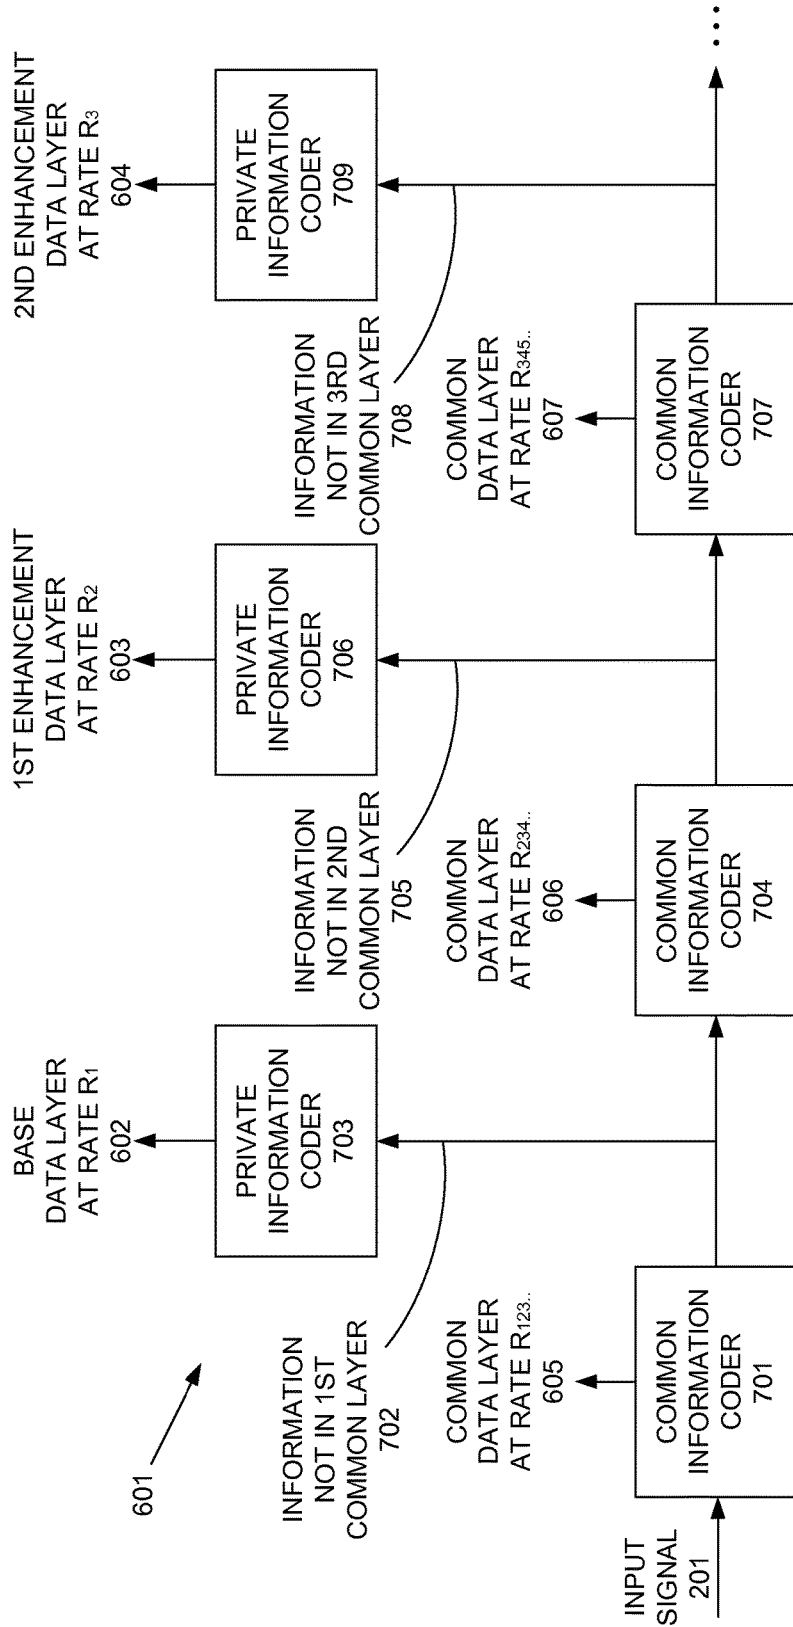 BASE
DATA LAYER
AT RATE R1
602
1ST ENHANCEMENT
DATA LAYER
AT RATE R2
603
2ND ENHANCEMENT
DATA LAYER
AT RATE R3
604
601
PRIVATE
INFORMATION
CODER
703
PRIVATE
INFORMATION
CODER
706
PRIVATE
INFORMATION
CODER
709
INFORMATION
NOT IN 1ST
COMMON LAYER
702
INFORMATION
NOT IN 2ND
COMMON LAYER
705
INFORMATION
NOT IN 3RD
COMMON LAYER
708
COMMON
DATA LAYER
AT RATE R123..
605
COMMON
DATA LAYER
AT RATE R234..
606
COMMON
DATA LAYER
AT RATE R345..
607
INPUT
SIGNAL
201
COMMON
INFORMATION
CODER
701
COMMON
INFORMATION
CODER
704
COMMON
INFORMATION
CODER
707
...